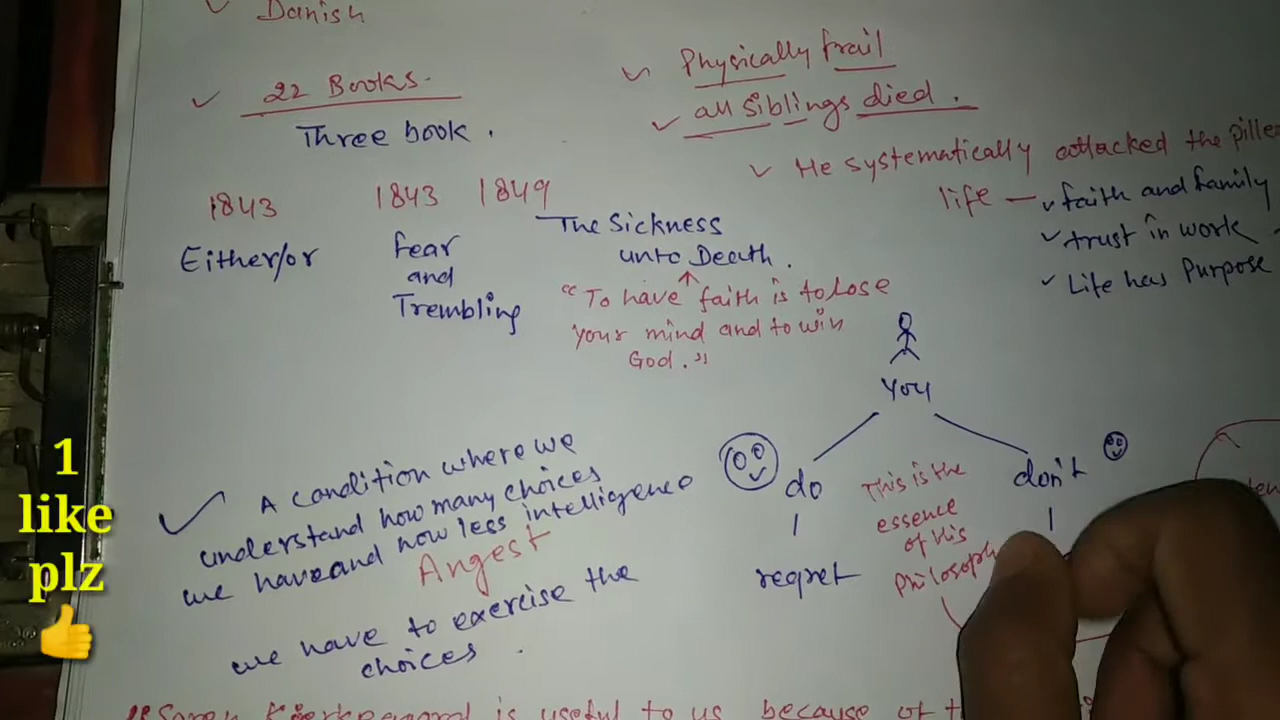 Danish
22 Books.
Three book.
1843
Either/or
1843
Fear
and
Trembling
1849
The Sickness
unto Death.
"To have faith is to lose
your mind and to win
God."
Physically frail
all siblings died.
He systematically attacked the
life - faith and family
trust in work
Life has Purpose
You
do
regret
don't
This is the
essence
of his
A condition where we
understand how many choices
we have and how less intelligence
Angest
we have to exercise the
choices.
"Soren Kierkegaard is useful to us because of
1
like
plz